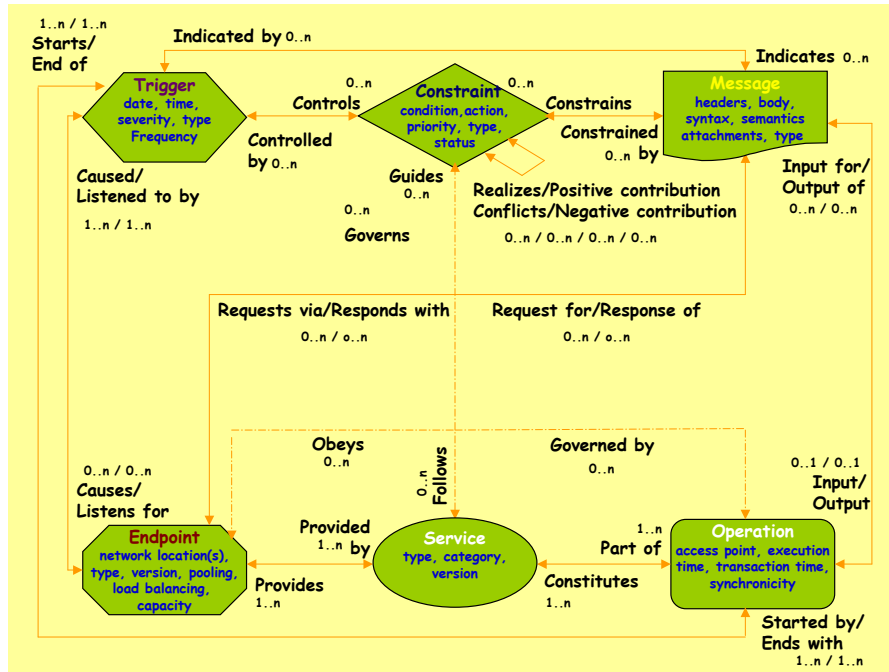 1..n / 1..n
Starts/
End of
Indicated by 0..n
Indicates 0..n
Trigger
date, time,
severity, type
Frequency
0..n
Controls
Controlled
by 0..n
Constraint
condition,action,
priority, type,
status
0..n
Constrains
Constrained
0..n by
Message
headers, body,
syntax, semantics
attachments, type
Caused/
Listened to by
1..n / 1..n
Guides
0..n
0..n
Governs
Realizes/Positive contribution
Conflicts/Negative contribution
0..n / 0..n / 0..n / 0..n
Input for/
Output of
0..n / 0..n
Requests via/Responds with
0..n / o..n
Request for/Response of
0..n / o..n
Obeys
0..n
0..n
Follows
Governed by
0..n
0..n / 0..n
Causes/
Listens for
0..1 / 0..1
Input/
Output
Endpoint
network location(s),
type, version, pooling,
load balancing,
capacity
Provided
1..n by
Provides
1..n
Service
type, category,
version
1..n
Part of
Constitutes
1..n
Operation
access point, execution
time, transaction time,
synchronicity
Started by/
Ends with
1..n / 1..n